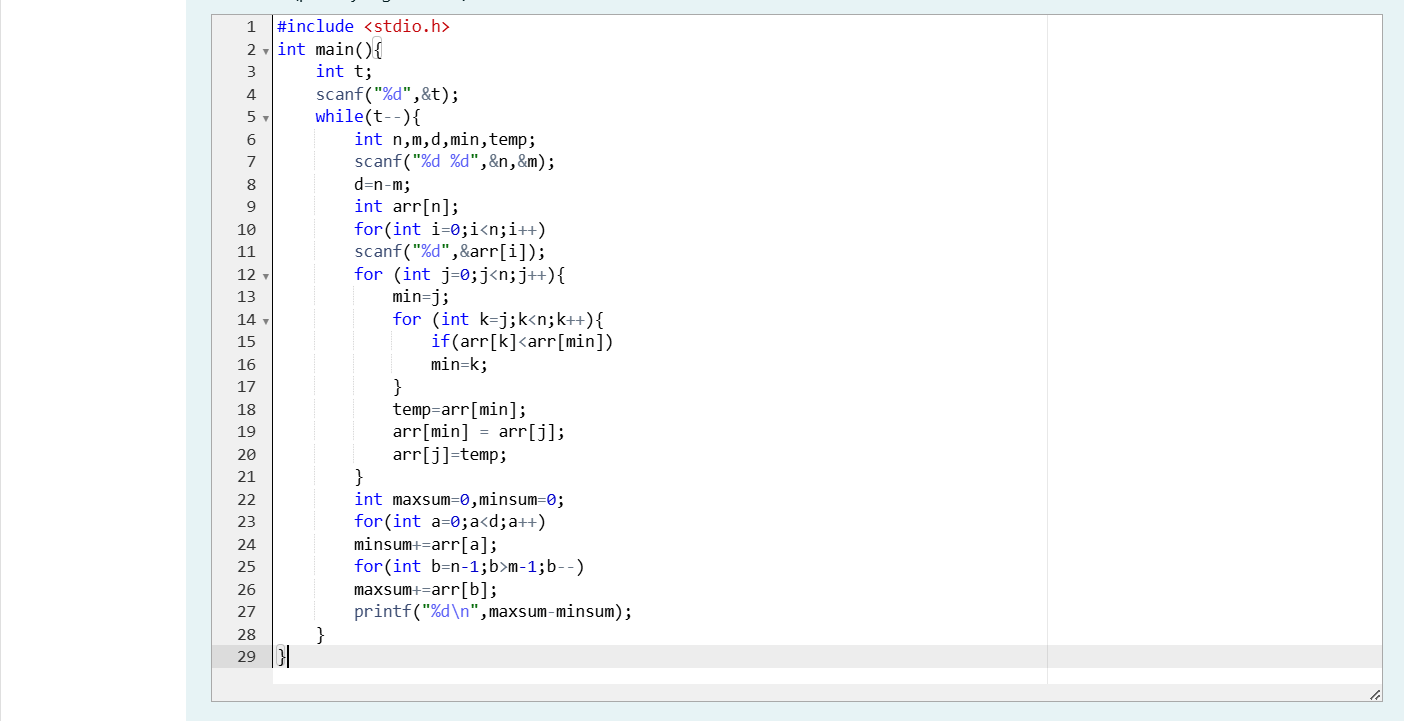 1 #include <stdio.h>
2 int main(){
3     int t;
4     scanf("%d",&t);
5     while(t--){
6         int n,m,d,min,temp;
7         scanf("%d %d",&n,&m);
8         d=n-m;
9         int arr[n];
10         for(int i=0;i<n;i++)
11         scanf("%d",&arr[i]);
12         for (int j=0;j<n;j++){
13             min=j;
14             for (int k=j;k<n;k++){
15                 if(arr[k]<arr[min])
16                 min=k;
17             }
18             temp=arr[min];
19             arr[min] = arr[j];
20             arr[j]=temp;
21         }
22         int maxsum=0,minsum=0;
23         for(int a=0;a<d;a++)
24         minsum+=arr[a];
25         for(int b=n-1;b>m-1;b--)
26         maxsum+=arr[b];
27         printf("%d\n",maxsum-minsum);
28     }
29 }